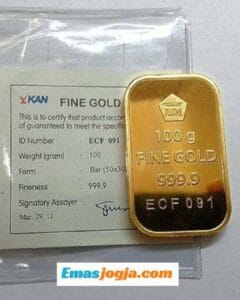 KAN
FINE GOLD
This is to certify that product accor
of guaranteed to meet the specifi
ID Number ECF 091
Weight (gram) : 100
Form : Bar (50x30
Fineness : 999.9
Signatory Assayer :
Mar. 29, 12
100 g
FINE GOLD
999.9
ECF 091
Emasjogja.com